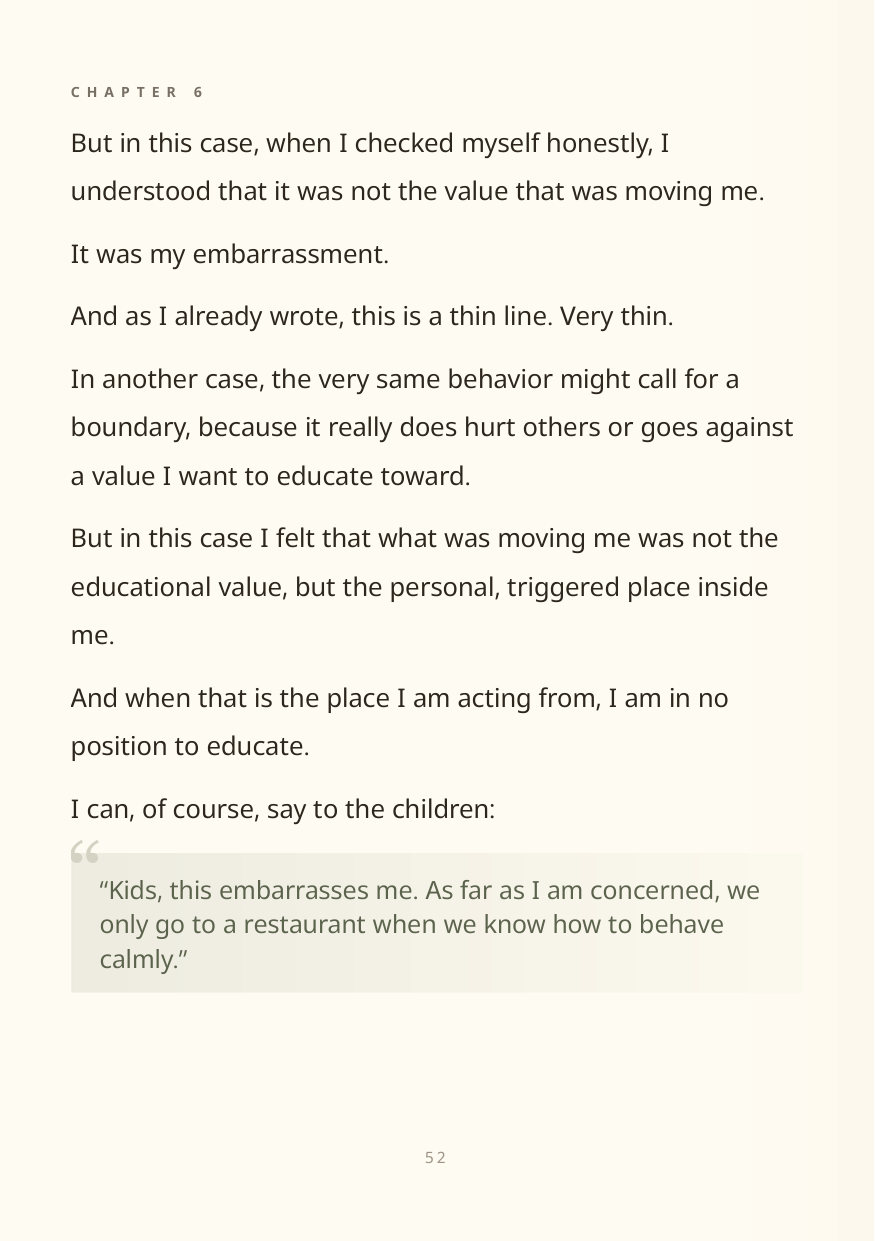 CHAPTER 6
But in this case, when I checked myself honestly, I
understood that it was not the value that was moving me.
It was my embarrassment.
And as I already wrote, this is a thin line. Very thin.
In another case, the very same behavior might call for a
boundary, because it really does hurt others or goes against
a value I want to educate toward.
But in this case I felt that what was moving me was not the
educational value, but the personal, triggered place inside
me.
And when that is the place I am acting from, I am in no
position to educate.
I can, of course, say to the children:
“
“Kids, this embarrasses me. As far as I am concerned, we
only go to a restaurant when we know how to behave
calmly.”
52